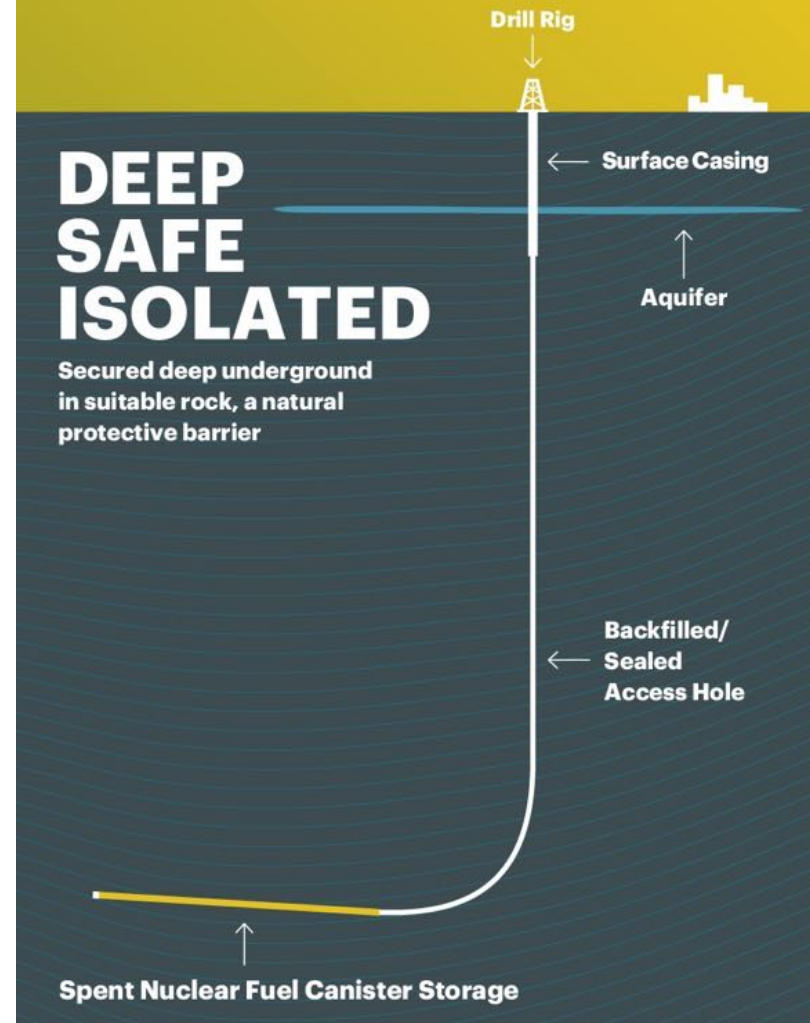 Drill Rig
DEEP
SAFE
ISOLATED
Secured deep underground
in suitable rock, a natural
protective barrier
Surface Casing
Aquifer
Backfilled/
Sealed
Access Hole
Spent Nuclear Fuel Canister Storage